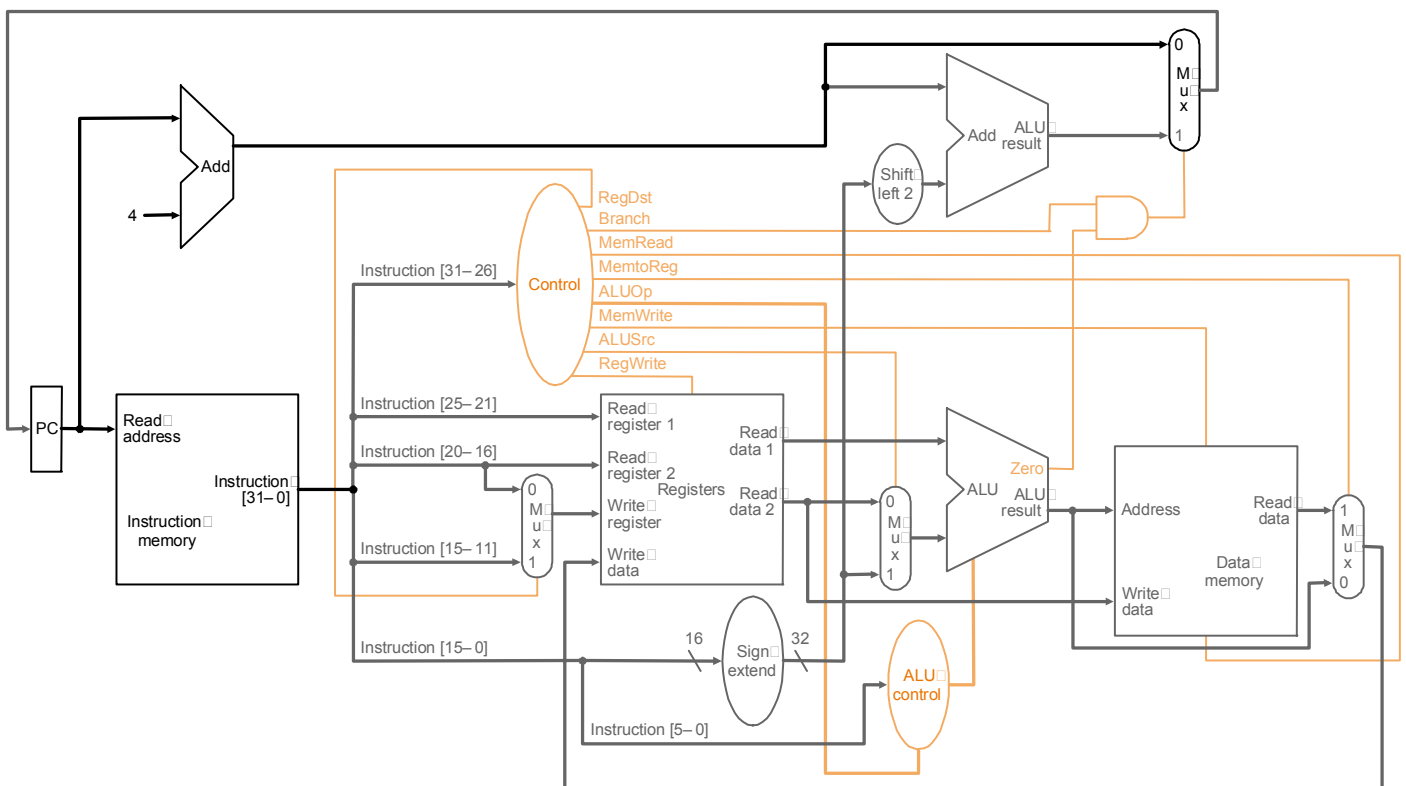 0
M
u
x
1
Add
ALU
result
Add
4
Shift
left 2
RegDst
Branch
MemRead
MemtoReg
ALUOp
MemWrite
ALUSrc
RegWrite
Control
Instruction [31–26]
Instruction [25–21]
Instruction [20–16]
Instruction [15–11]
Instruction [15–0]
Instruction [5–0]
PC
Read
address
Instruction
[31–0]
Instruction
memory
0
M
u
x
1
Read
register 1
Read
register 2
Write
register
Write
data
Registers
Read
data 1
Read
data 2
0
M
u
x
1
Zero
ALU
ALU
result
Address
Write
data
Read
data
Data
memory
1
M
u
x
0
16
Sign
extend
32
ALU
control